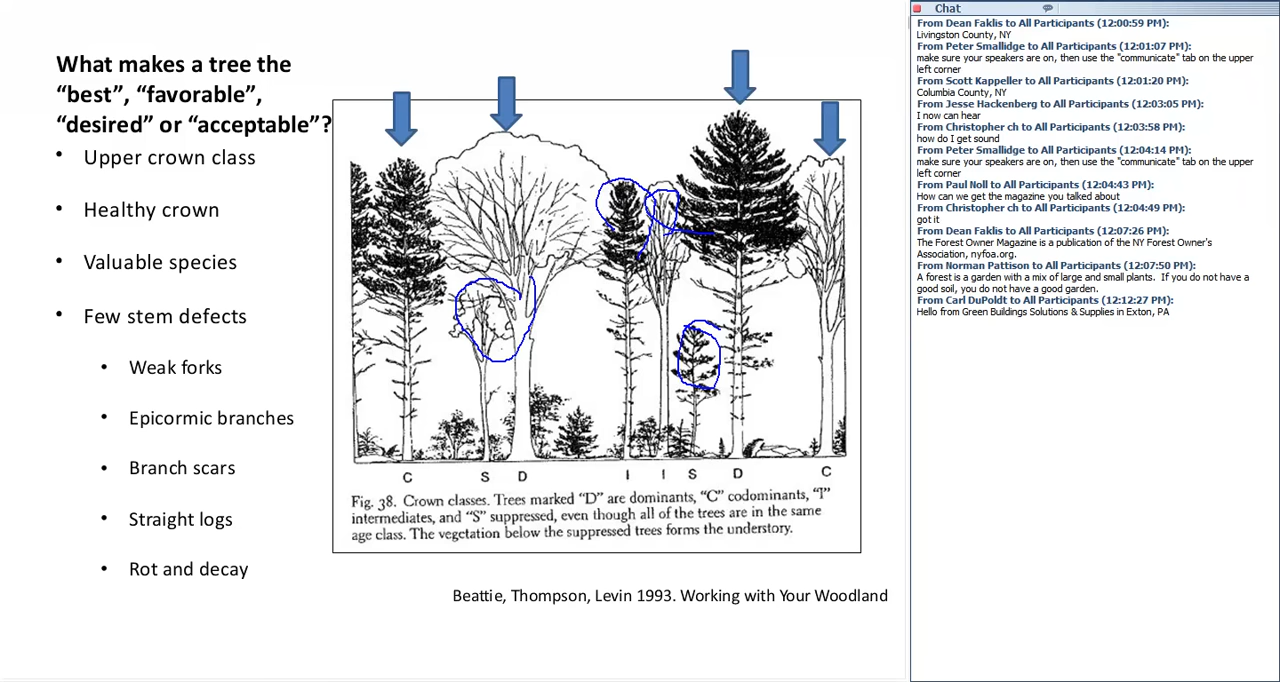 What makes a tree the
“best”, “favorable”,
“desired” or “acceptable”?
• Upper crown class
• Healthy crown
• Valuable species
• Few stem defects
• Weak forks
• Epicormic branches
• Branch scars
• Straight logs
• Rot and decay
C S D I I S D C
Fig. 38. Crown classes. Trees marked “D” are dominants, “C” codominants, “I”
intermediates, and “S” suppressed, even though all of the trees are in the same
age class. The vegetation below the suppressed trees forms the understory.
Beattie, Thompson, Levin 1993. Working with Your Woodland
Chat
From Dean Faklis to All Participants (12:00:59 PM):
Livingston County, NY
From Peter Smallidge to All Participants (12:01:07 PM):
make sure your speakers are on, then use the "communicate" tab on the upper
left corner
From Scott Kappeller to All Participants (12:01:20 PM):
Columbia County, NY
From Jesse Hackenberg to All Participants (12:03:05 PM):
I now can hear
From Christopher ch to All Participants (12:03:58 PM):
how do I get sound
From Peter Smallidge to All Participants (12:04:14 PM):
make sure your speakers are on, then use the "communicate" tab on the upper
left corner
From Paul Noll to All Participants (12:04:43 PM):
How can we get the magazine you talked about
From Christopher ch to All Participants (12:04:49 PM):
got it
From Dean Faklis to All Participants (12:07:26 PM):
The Forest Owner Magazine is a publication of the NY Forest Owner's
Association, nyfoa.org.
From Norman Pattison to All Participants (12:07:50 PM):
A forest is a garden with a mix of large and small plants.  If you do not have a
good soil, you do not have a good garden.
From Carl DuPoldt to All Participants (12:12:27 PM):
Hello from Green Buildings Solutions & Supplies in Exton, PA